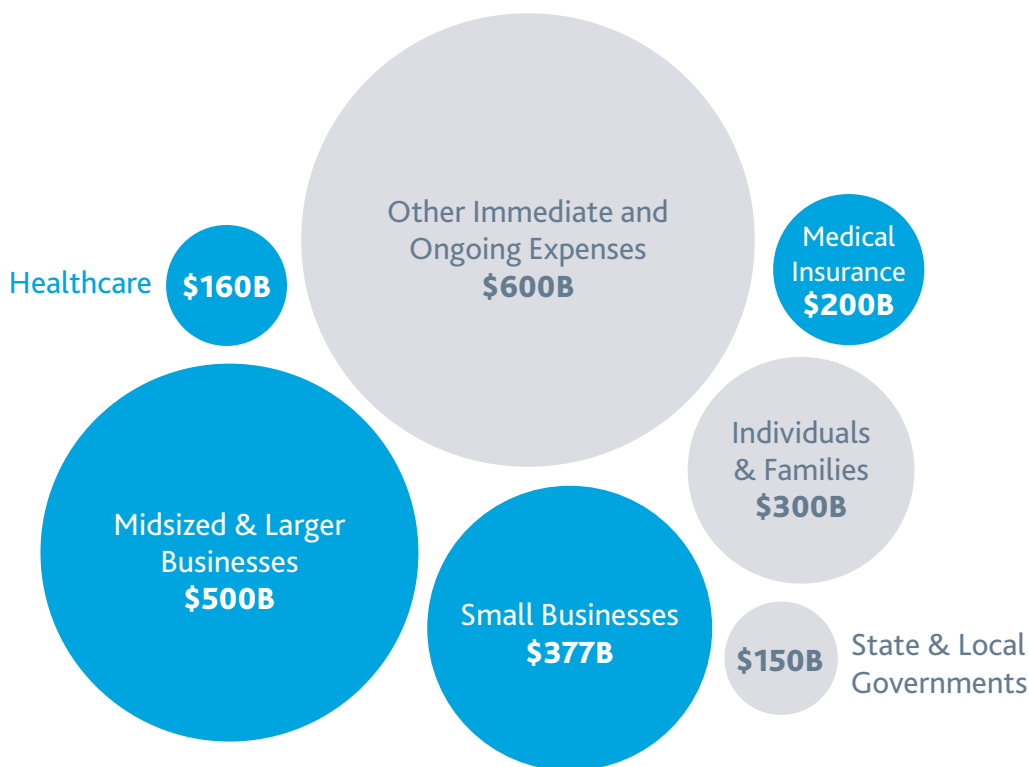 Other Immediate and
Ongoing Expenses
$600B
Medical
Insurance
$200B
Healthcare
$160B
Individuals
& Families
$300B
Midsized & Larger
Businesses
$500B
Small Businesses
$377B
$150B
State & Local
Governments